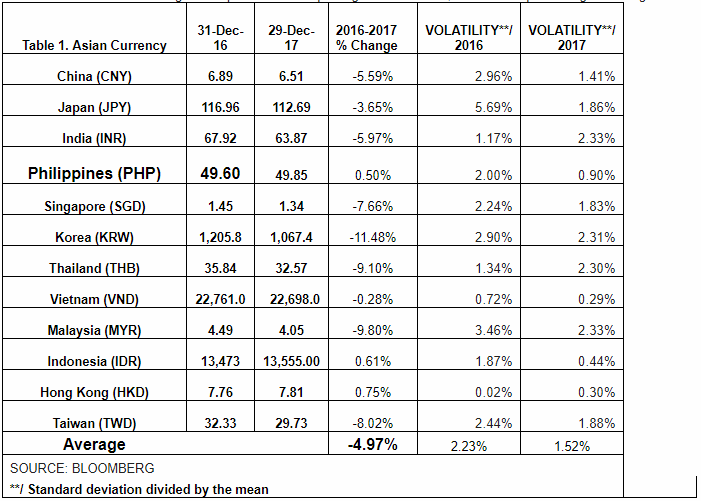 Table 1. Asian Currency 31-Dec-16 29-Dec-17 2016-2017 % Change VOLATILITY**/ 2016 VOLATILITY**/ 2017
China (CNY) 6.89 6.51 -5.59% 2.96% 1.41%
Japan (JPY) 116.96 112.69 -3.65% 5.69% 1.86%
India (INR) 67.92 63.87 -5.97% 1.17% 2.33%
Philippines (PHP) 49.60 49.85 0.50% 2.00% 0.90%
Singapore (SGD) 1.45 1.34 -7.66% 2.24% 1.83%
Korea (KRW) 1,205.8 1,067.4 -11.48% 2.90% 2.31%
Thailand (THB) 35.84 32.57 -9.10% 1.34% 2.30%
Vietnam (VND) 22,761.0 22,698.0 -0.28% 0.72% 0.29%
Malaysia (MYR) 4.49 4.05 -9.80% 3.46% 2.33%
Indonesia (IDR) 13,473 13,555.00 0.61% 1.87% 0.44%
Hong Kong (HKD) 7.76 7.81 0.75% 0.02% 0.30%
Taiwan (TWD) 32.33 29.73 -8.02% 2.44% 1.88%
Average -4.97% 2.23% 1.52%
SOURCE: BLOOMBERG
**/ Standard deviation divided by the mean